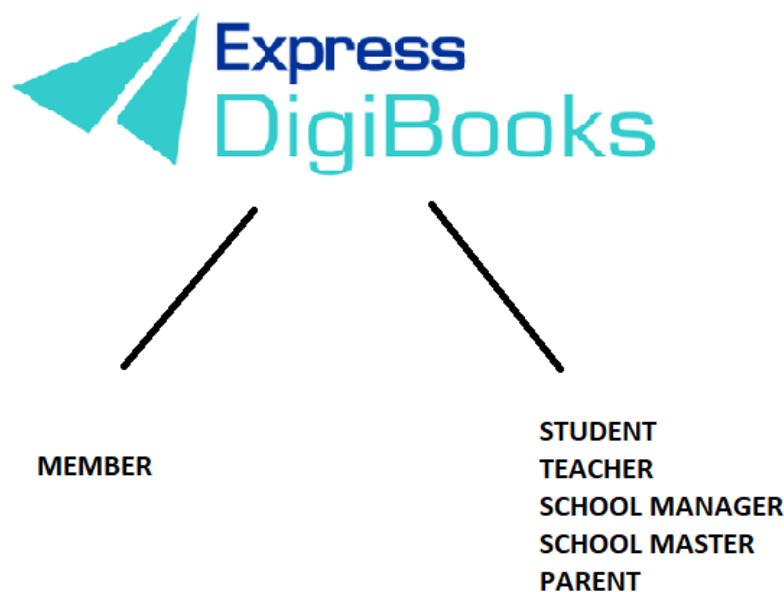 Express
DigiBooks
MEMBER
STUDENT
TEACHER
SCHOOL MANAGER
SCHOOL MASTER
PARENT